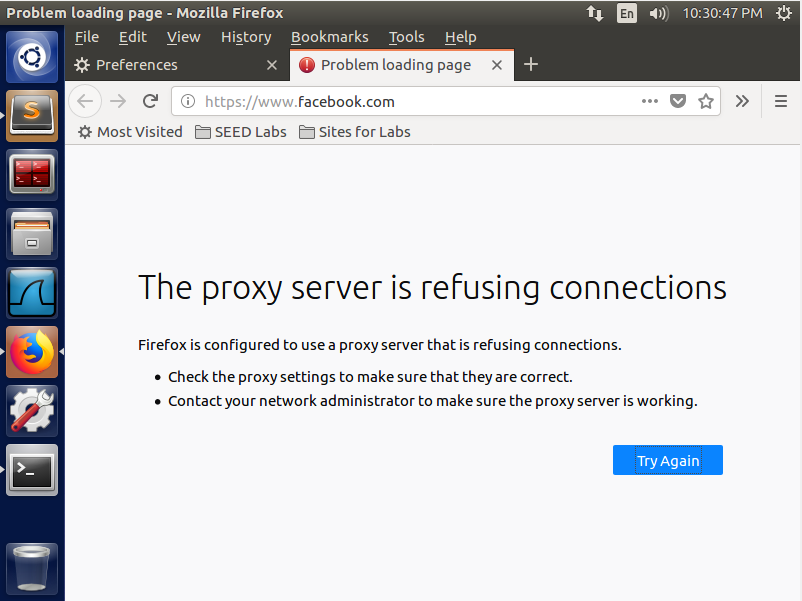 Problem loading page - Mozilla Firefox En 10:30:47 PM
File Edit View History Bookmarks Tools Help
Preferences Problem loading page
https://www.facebook.com
Most Visited SEED Labs Sites for Labs
The proxy server is refusing connections
Firefox is configured to use a proxy server that is refusing connections.
• Check the proxy settings to make sure that they are correct.
• Contact your network administrator to make sure the proxy server is working.
Try Again